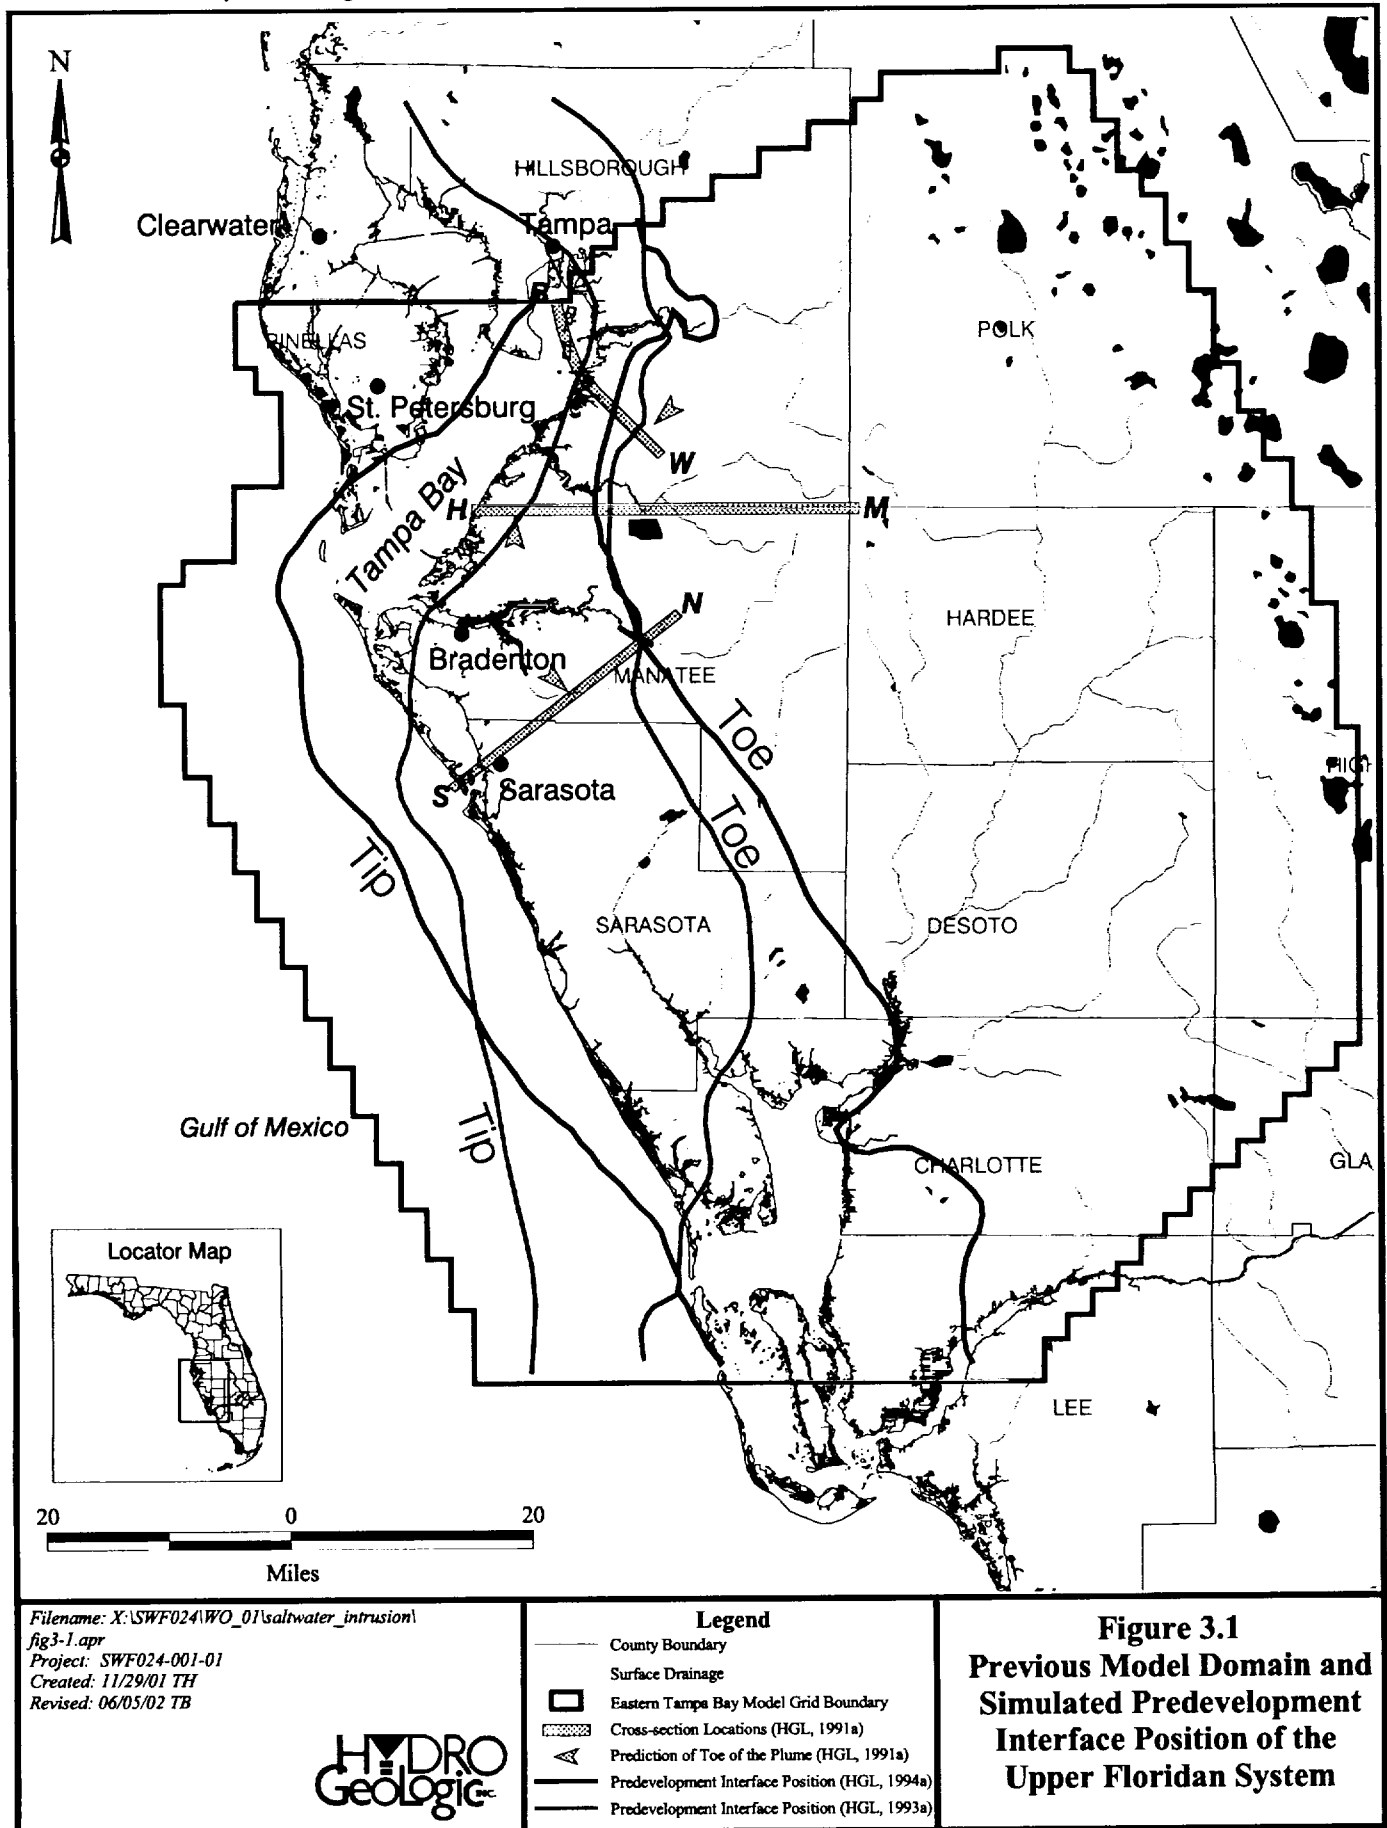 N
HILLSBOROUGH
Clearwater
Tampa
PINELLAS
POLK
St. Petersburg
W
Tampa Bay
H
M
N
HARDEE
Bradenton
MANATEE
Toe
Toe
S
Sarasota
Tip
SARASOTA
DESOTO
Gulf of Mexico
Tip
CHARLOTTE
GLA
Locator Map
LEE
20 0 20
Miles
Filename: X:\SWF024\WO_01\saltwater_intrusion\
fig3-1.apr
Project: SWF024-001-01
Created: 11/29/01 TH
Revised: 06/05/02 TB
HYDRO
GeoLogic INC.
Legend
County Boundary
Surface Drainage
Eastern Tampa Bay Model Grid Boundary
Cross-section Locations (HGL, 1991a)
Prediction of Toe of the Plume (HGL, 1991a)
Predevelopment Interface Position (HGL, 1994a)
Predevelopment Interface Position (HGL, 1993a)
Figure 3.1
Previous Model Domain and
Simulated Predevelopment
Interface Position of the
Upper Floridan System